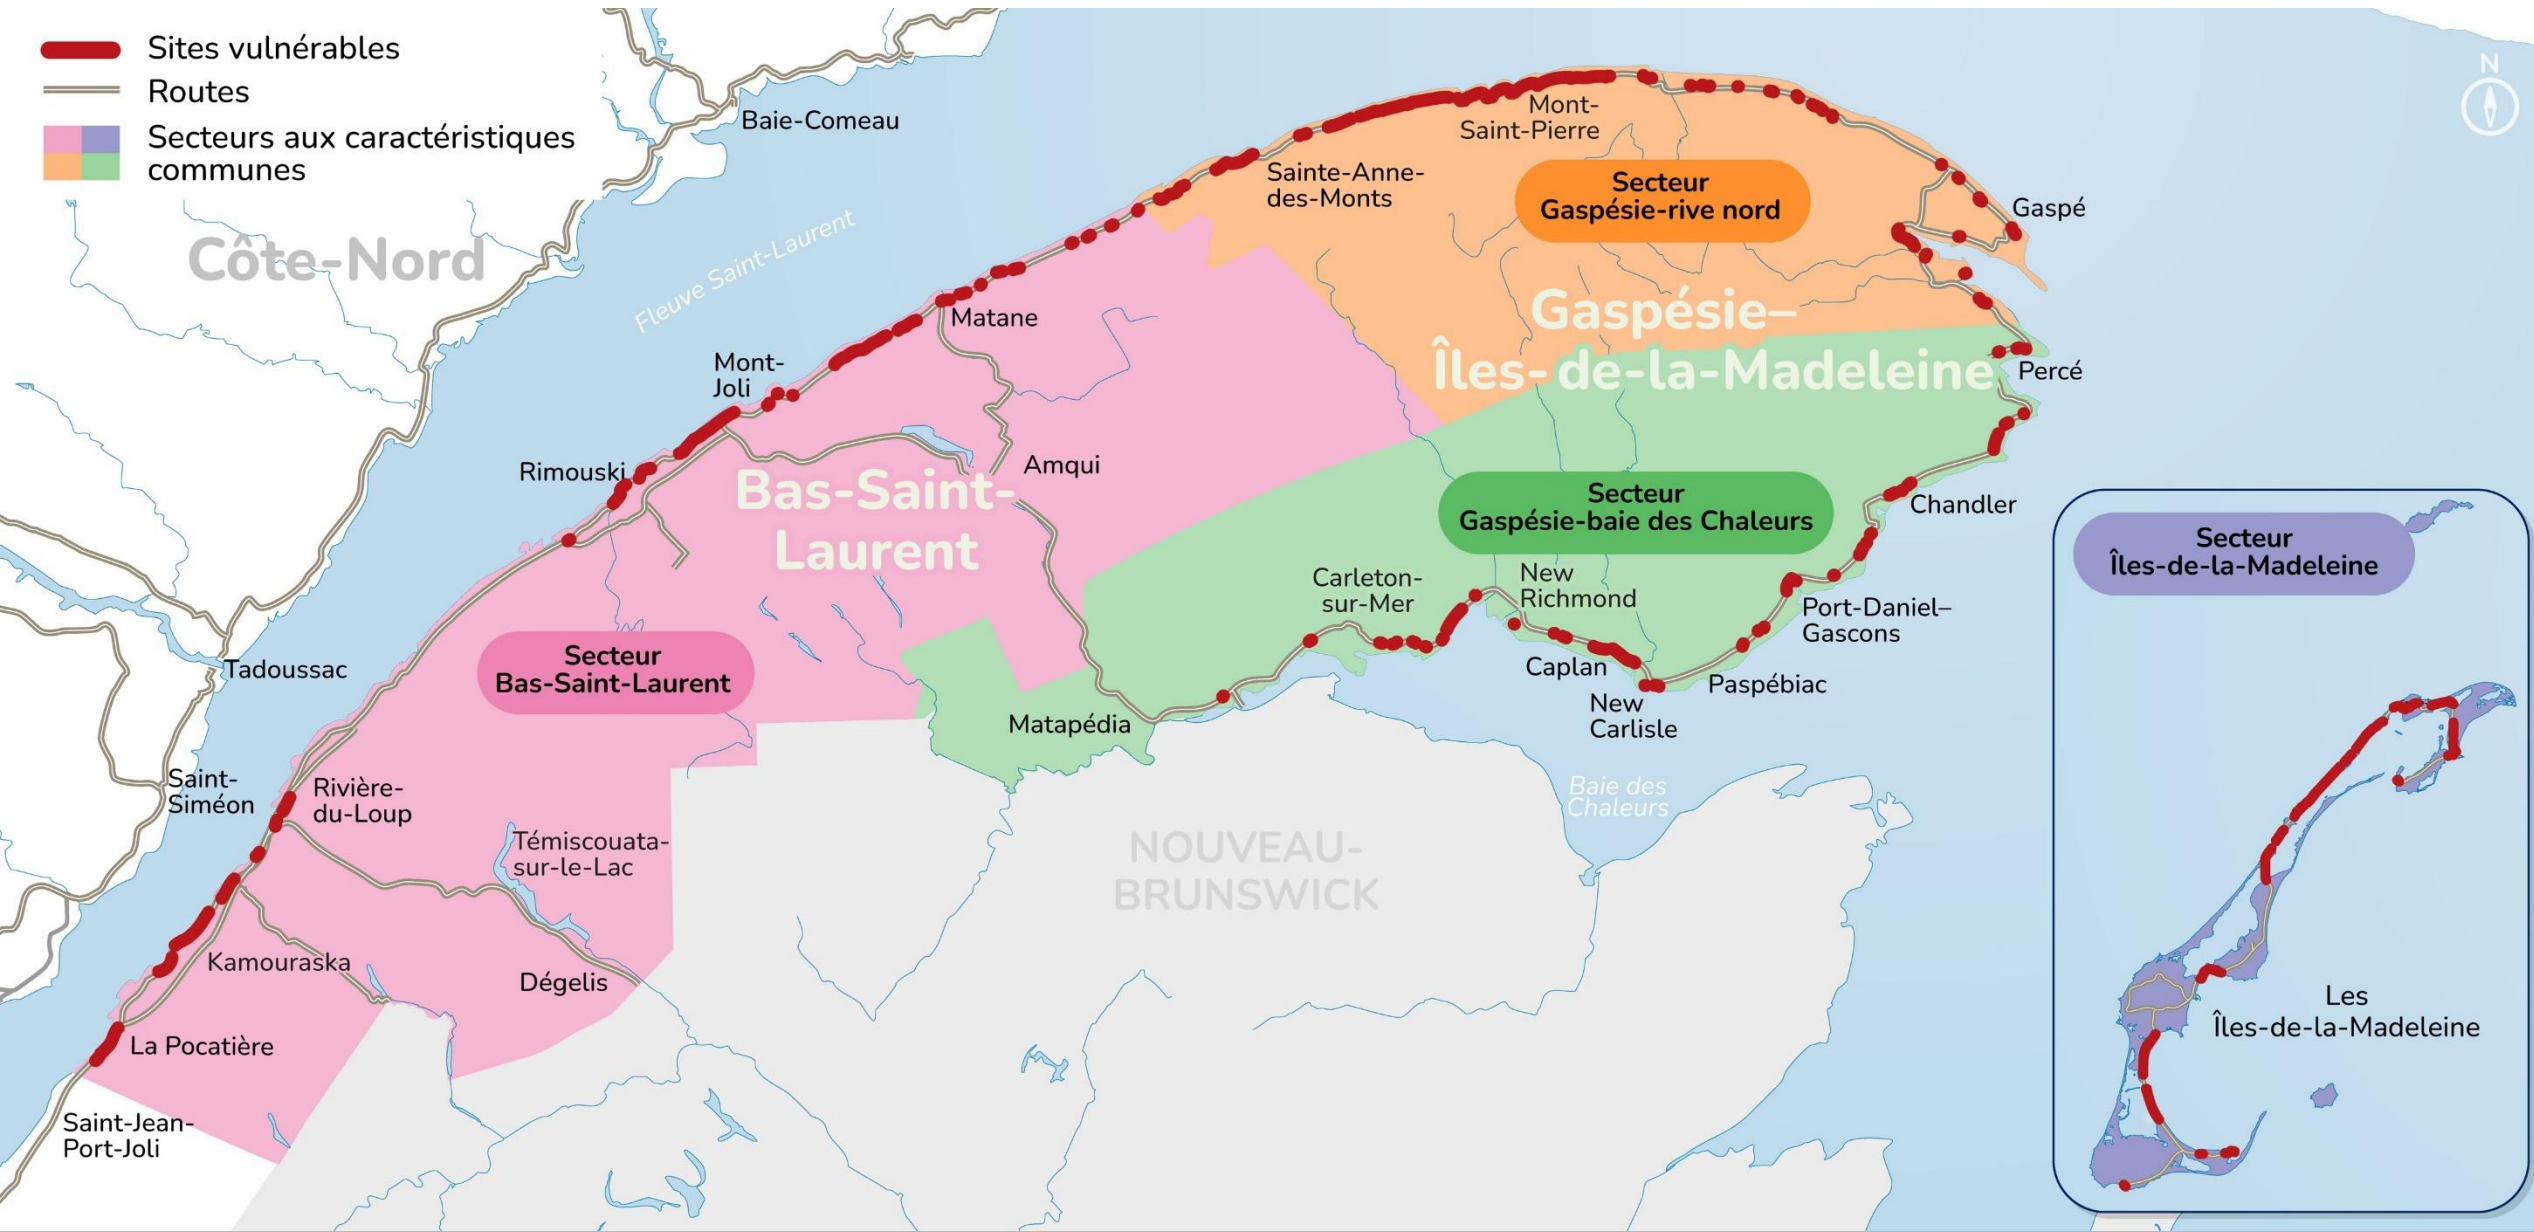 Sites vulnérables
Routes
Secteurs aux caractéristiques
communes
N
Baie-Comeau
Côte-Nord
Fleuve Saint-Laurent
Mont-
Saint-Pierre
Sainte-Anne-
des-Monts
Secteur
Gaspésie-rive nord
Gaspé
Gaspésie–
Îles-de-la-Madeleine
Percé
Matane
Mont-
Joli
Rimouski
Amqui
Bas-Saint-
Laurent
Secteur
Gaspésie-baie des Chaleurs
Chandler
Carleton-
sur-Mer
New
Richmond
Port-Daniel–
Gascons
Caplan
Paspébiac
New
Carlisle
Matapédia
Secteur
Bas-Saint-Laurent
Tadoussac
Saint-
Siméon
Rivière-
du-Loup
Témiscouata-
sur-le-Lac
Baie des
Chaleurs
NOUVEAU-
BRUNSWICK
Kamouraska
Dégelis
La Pocatière
Saint-Jean-
Port-Joli
Secteur
Îles-de-la-Madeleine
Les
Îles-de-la-Madeleine